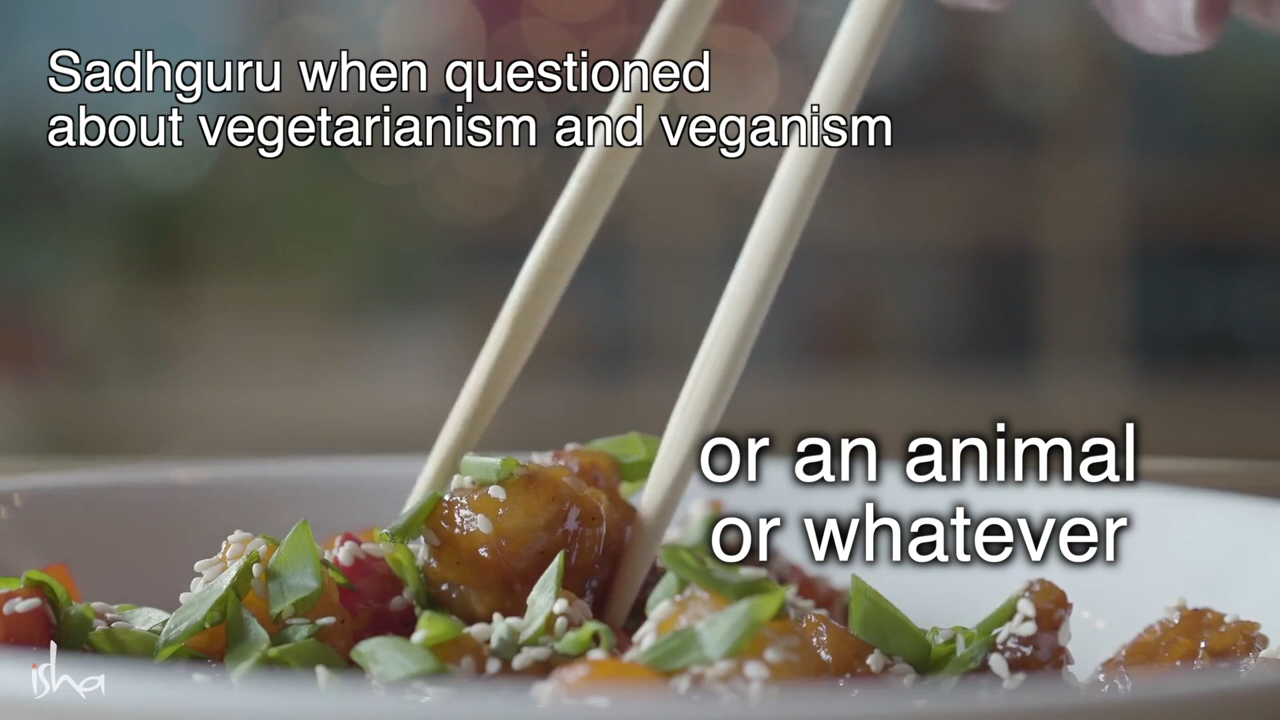 Sadhguru when questioned
about vegetarianism and veganism
or an animal
or whatever
isha